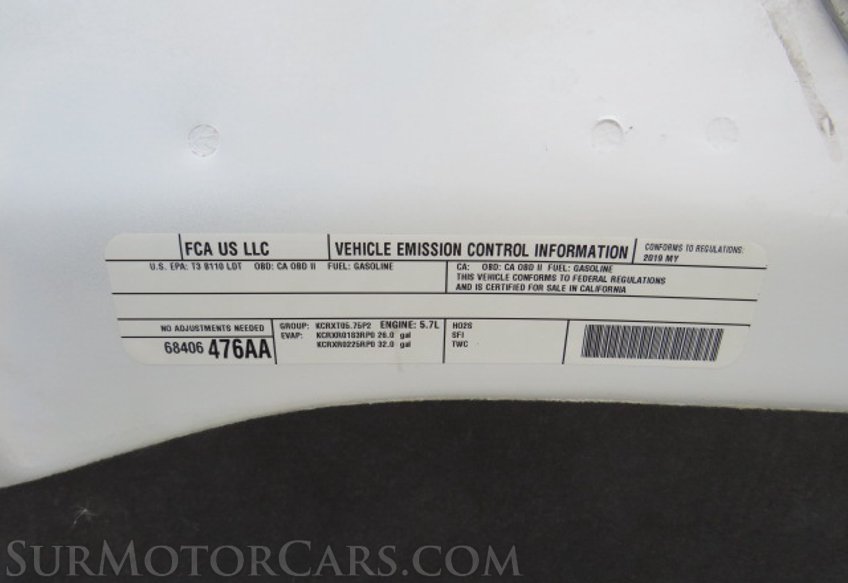 FCA US LLC
VEHICLE EMISSION CONTROL INFORMATION
CONFORMS TO REGULATIONS:
2019 MY
U.S. EPA: T3 B110 LDT OBD: CA OBD II FUEL: GASOLINE
CA: OBD: CA OBD II FUEL: GASOLINE
THIS VEHICLE CONFORMS TO FEDERAL REGULATIONS
AND IS CERTIFIED FOR SALE IN CALIFORNIA
NO ADJUSTMENTS NEEDED
68406 476AA
GROUP: KCRXT05.75P2 ENGINE: 5.7L
EVAP: KCRXR0183RP0 26.0 gal
KCRXR0225RP0 32.0 gal
HO2S
SFI
TWC
SurMotorCars.com